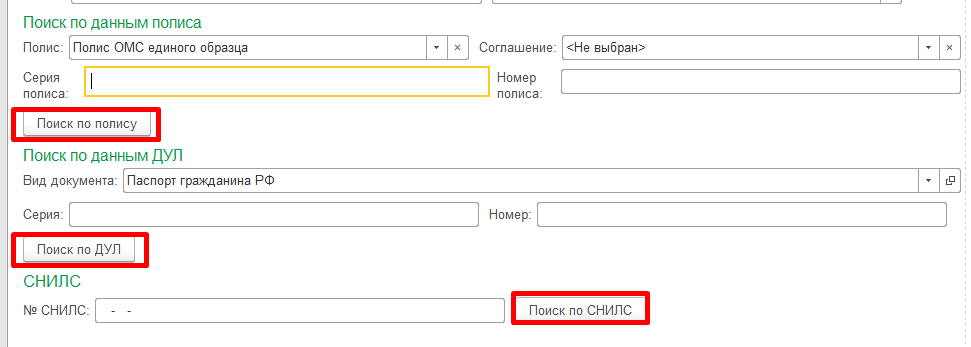 Поиск по данным полиса
Полис: Полис ОМС единого образца Соглашение: <Не выбран>
Серия полиса: Номер полиса:
Поиск по полису
Поиск по данным ДУЛ
Вид документа: Паспорт гражданина РФ
Серия: Номер:
Поиск по ДУЛ
СНИЛС
№ СНИЛС: - - Поиск по СНИЛС